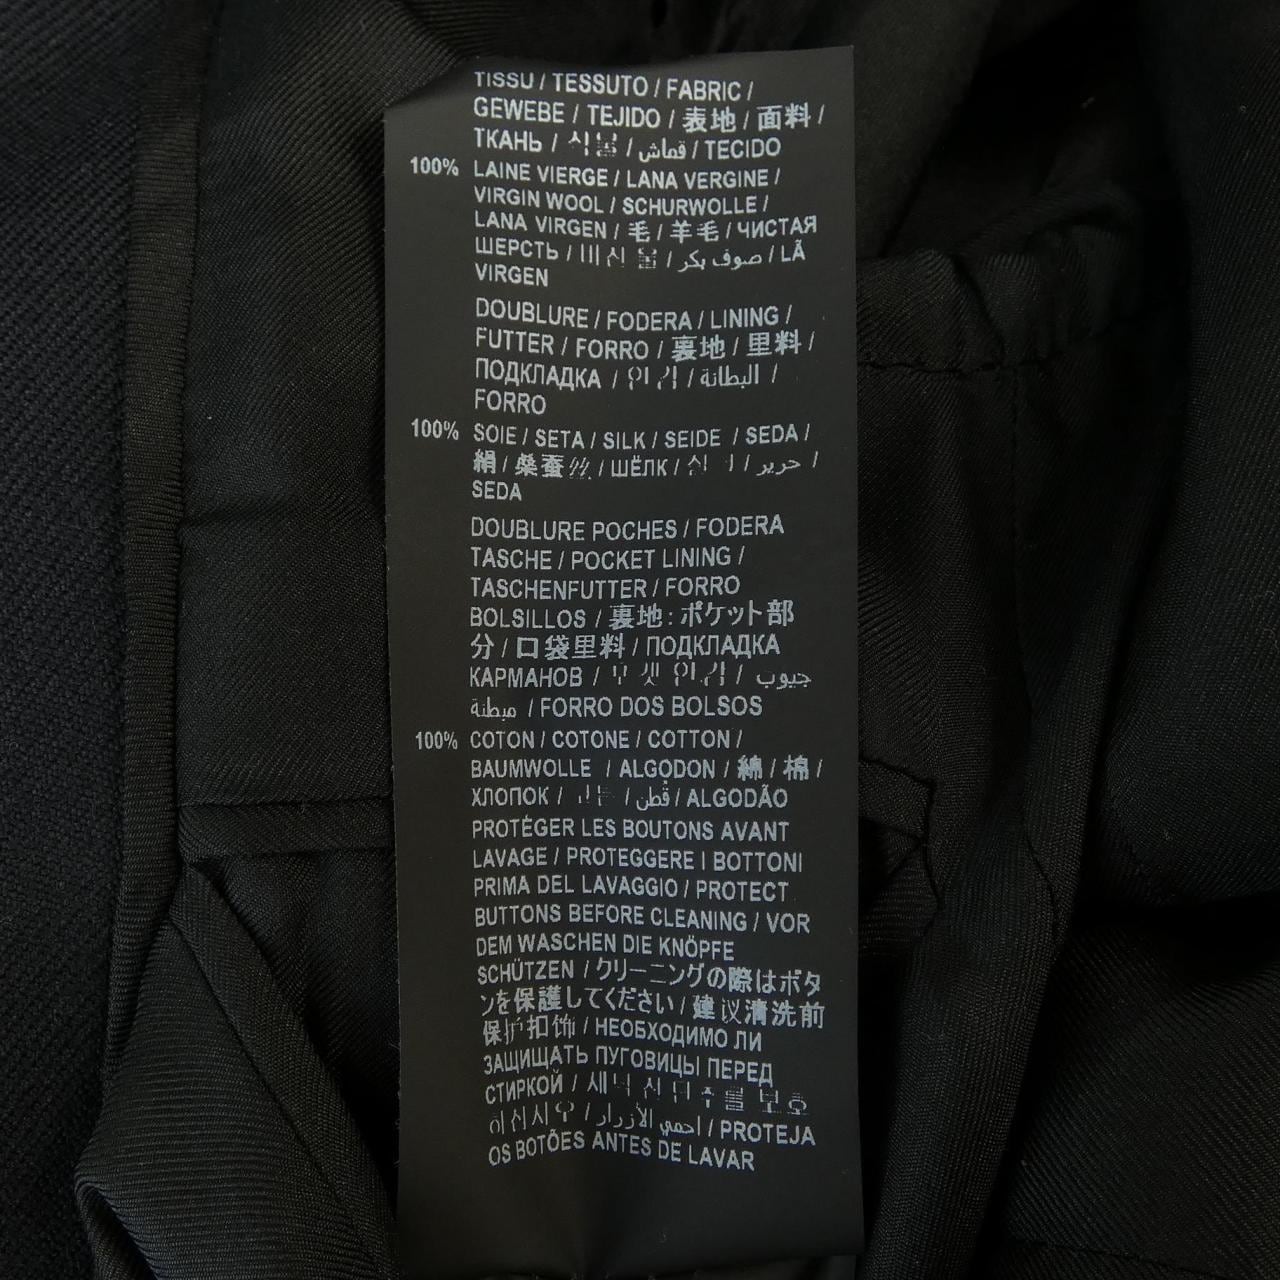 TISSU / TESSUTO / FABRIC /
GEWEBE / TEJIDO / 表地 / 面料 /
ТКАНЬ / / قماش / TECIDO
100% LAINE VIERGE / LANA VERGINE /
VIRGIN WOOL / SCHURWOLLE /
LANA VIRGEN / 毛 / 羊毛 / ЧИСТАЯ
ШЕРСТЬ / / صوف بكر / LÃ
VIRGEN
DOUBLURE / FODERA / LINING /
FUTTER / FORRO / 裏地 / 里料 /
ПОДКЛАДКА / / البطانة /
FORRO
100% SOIE / SETA / SILK / SEIDE / SEDA /
絹 / 桑蚕丝 / ШЁЛК / / حرير /
SEDA
DOUBLURE POCHES / FODERA
TASCHE / POCKET LINING /
TASCHENFUTTER / FORRO
BOLSILLOS / 裏地:ポケット部
分 / 口袋里料 / ПОДКЛАДКА
КАРМАНОВ / / جيوب
مبطنة / FORRO DOS BOLSOS
100% COTON / COTONE / COTTON /
BAUMWOLLE / ALGODON / 綿 / 棉 /
ХЛОПОК / / قطن / ALGODÃO
PROTÉGER LES BOUTONS AVANT
LAVAGE / PROTEGGERE I BOTTONI
PRIMA DEL LAVAGGIO / PROTECT
BUTTONS BEFORE CLEANING / VOR
DEM WASCHEN DIE KNÖPFE
SCHÜTZEN / クリーニングの際はボタ
ンを保護してください / 建议清洗前
保护扣饰 / НЕОБХОДИМО ЛИ
ЗАЩИЩАТЬ ПУГОВИЦЫ ПЕРЕД
СТИРКОЙ /
/ احمي الأزرار / PROTEJA
OS BOTÕES ANTES DE LAVAR